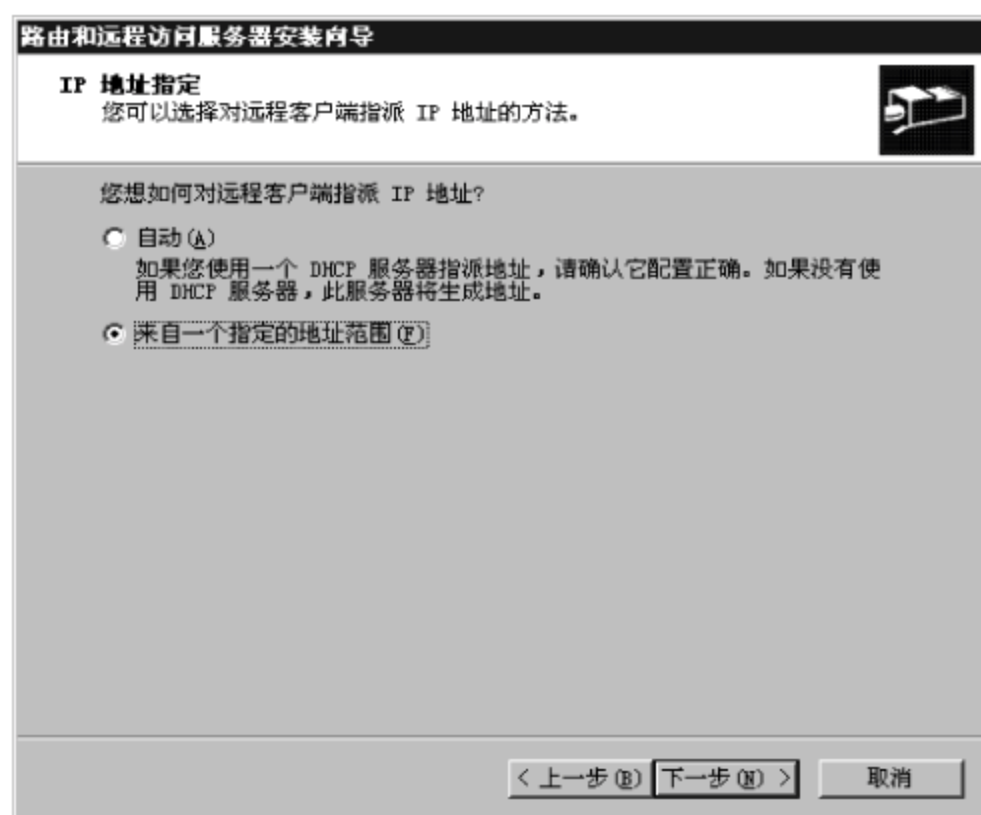 路由和远程访问服务器安装向导
IP 地址指定
您可以选择对远程客户端指派 IP 地址的方法。
您想如何对远程客户端指派 IP 地址?
自动(A)
如果您使用一个 DHCP 服务器指派地址，请确认它配置正确。如果没有使
用 DHCP 服务器，此服务器将生成地址。
来自一个指定的地址范围(F)
< 上一步(B) 下一步(N) > 取消